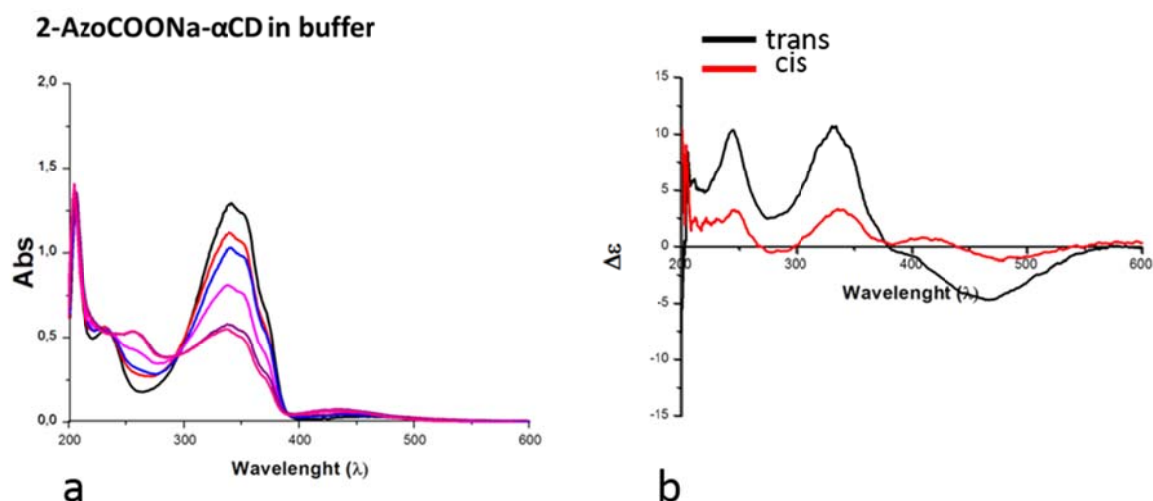 2-AzoCOONa-αCD in buffer
2,0
1,5
1,0
0,5
0,0
Abs
200 300 400 500 600
Wavelenght (λ)
a
trans
cis
15
10
5
0
-5
-10
-15
Δε
200 300 400 500 600
Wavelenght (λ)
b